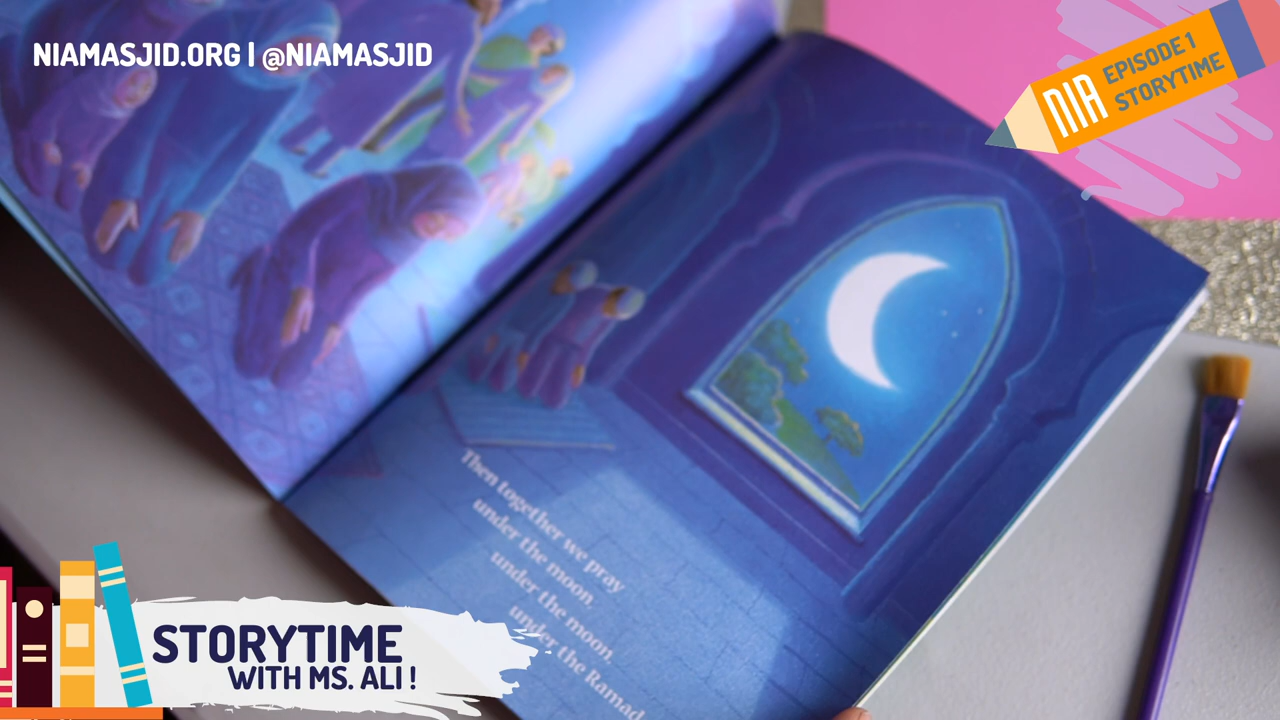 NIAMASJID.ORG | @NIAMASJID
NIA
EPISODE 1
STORYTIME
Then together we pray
under the moon,
under the moon,
under the Ramad
STORYTIME
WITH MS. ALI !